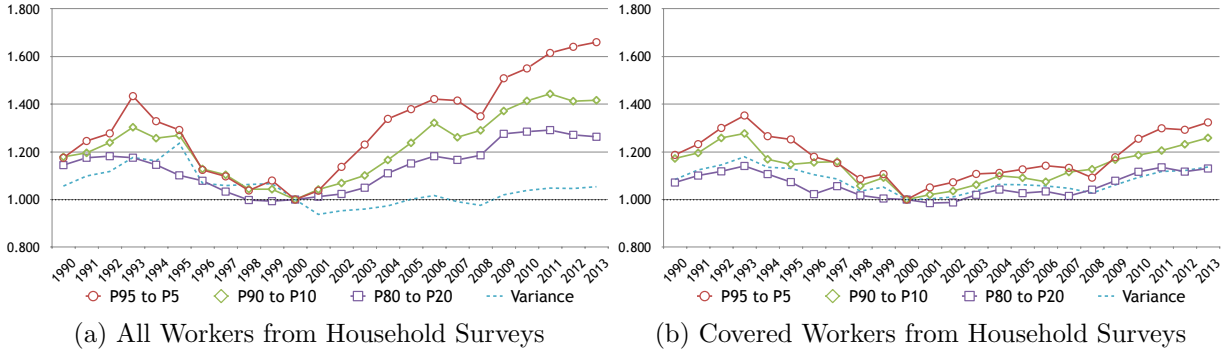 1.800
1.600
1.400
1.200
1.000
0.800
1990 1991 1992 1993 1994 1995 1996 1997 1998 1999 2000 2001 2002 2003 2004 2005 2006 2007 2008 2009 2010 2011 2012 2013
P95 to P5 P90 to P10 P80 to P20 Variance
(a) All Workers from Household Surveys
1.800
1.600
1.400
1.200
1.000
0.800
1990 1991 1992 1993 1994 1995 1996 1997 1998 1999 2000 2001 2002 2003 2004 2005 2006 2007 2008 2009 2010 2011 2012 2013
P95 to P5 P90 to P10 P80 to P20 Variance
(b) Covered Workers from Household Surveys